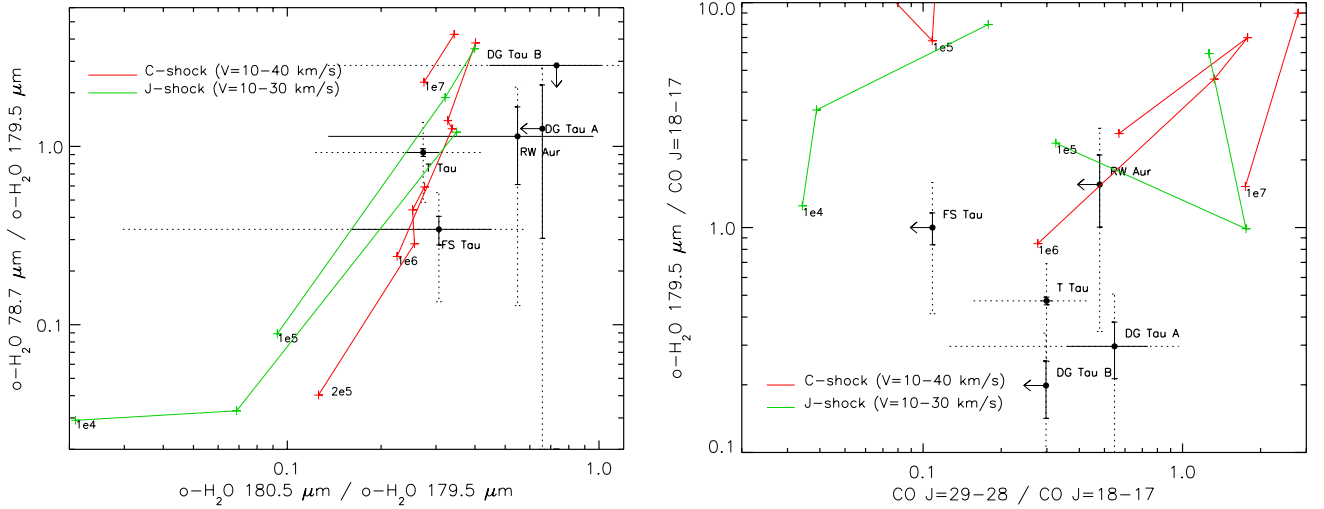 o-H₂O 78.7 μm / o-H₂O 179.5 μm
10.0
1.0
0.1
DG Tau B
C-shock (V=10-40 km/s)
J-shock (V=10-30 km/s)
1e7
DG Tau A
RW Aur
T Tau
FS Tau
1e6
1e5
2e5
1e4
0.1
1.0
o-H₂O 180.5 μm / o-H₂O 179.5 μm
o-H₂O 179.5 μm / CO J=18-17
10.0
1.0
0.1
1e5
1e5
RW Aur
1e7
1e4
FS Tau
1e6
T Tau
DG Tau A
DG Tau B
C-shock (V=10-40 km/s)
J-shock (V=10-30 km/s)
0.1
1.0
CO J=29-28 / CO J=18-17